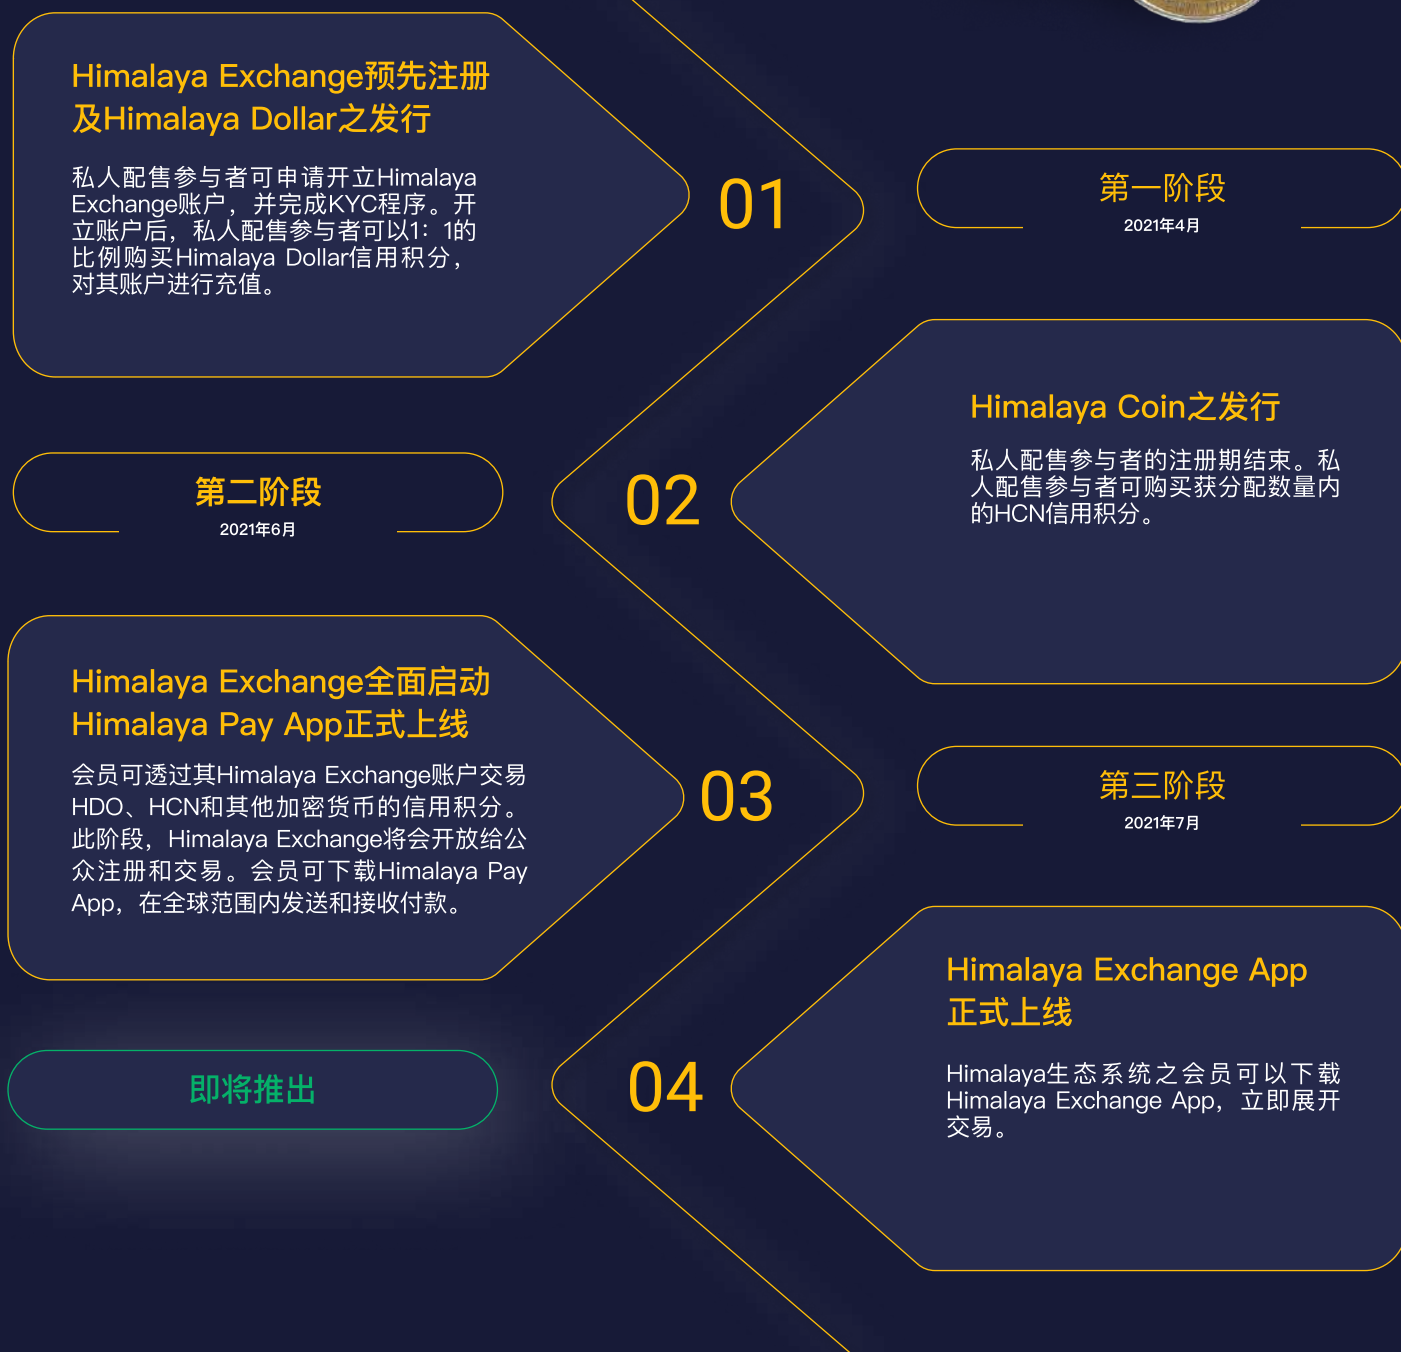 Himalaya Exchange预先注册
及Himalaya Dollar之发行
私人配售参与者可申请开立Himalaya
Exchange账户，并完成KYC程序。开
立账户后，私人配售参与者可以1：1的
比例购买Himalaya Dollar信用积分，
对其账户进行充值。
01
第一阶段
2021年4月
Himalaya Coin之发行
私人配售参与者的注册期结束。私
人配售参与者可购买获分配数量内
的HCN信用积分。
02
第二阶段
2021年6月
Himalaya Exchange全面启动
Himalaya Pay App正式上线
会员可透过其Himalaya Exchange账户交易
HDO、HCN和其他加密货币的信用积分。
此阶段，Himalaya Exchange将会开放给公
众注册和交易。会员可下载Himalaya Pay
App，在全球范围内发送和接收付款。
03
第三阶段
2021年7月
Himalaya Exchange App
正式上线
Himalaya生态系统之会员可以下载
Himalaya Exchange App，立即展开
交易。
04
即将推出